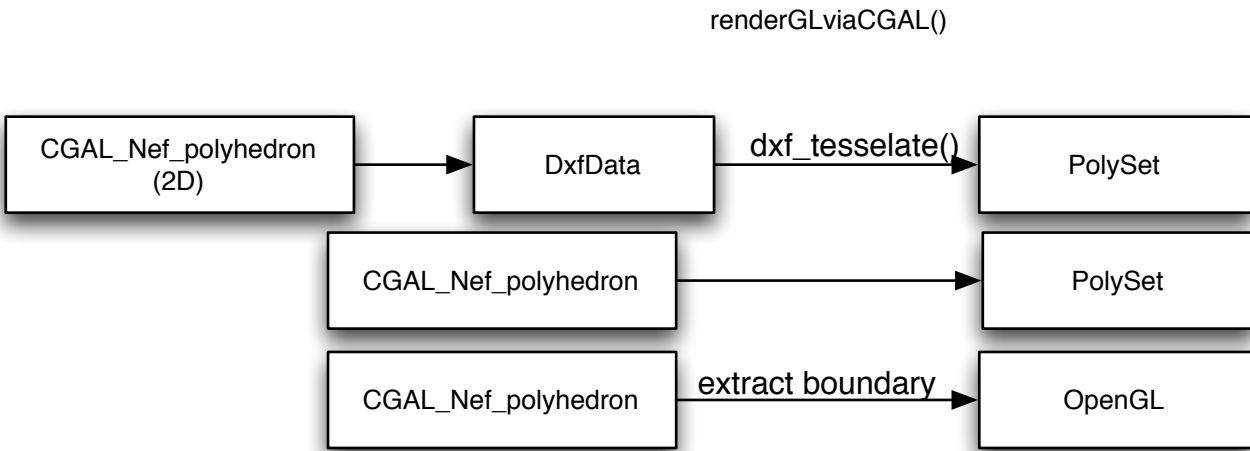 renderGLviaCGAL()
CGAL_Nef_polyhedron
(2D)
DxfData
dxf_tesselate()
PolySet
CGAL_Nef_polyhedron
PolySet
CGAL_Nef_polyhedron
extract boundary
OpenGL